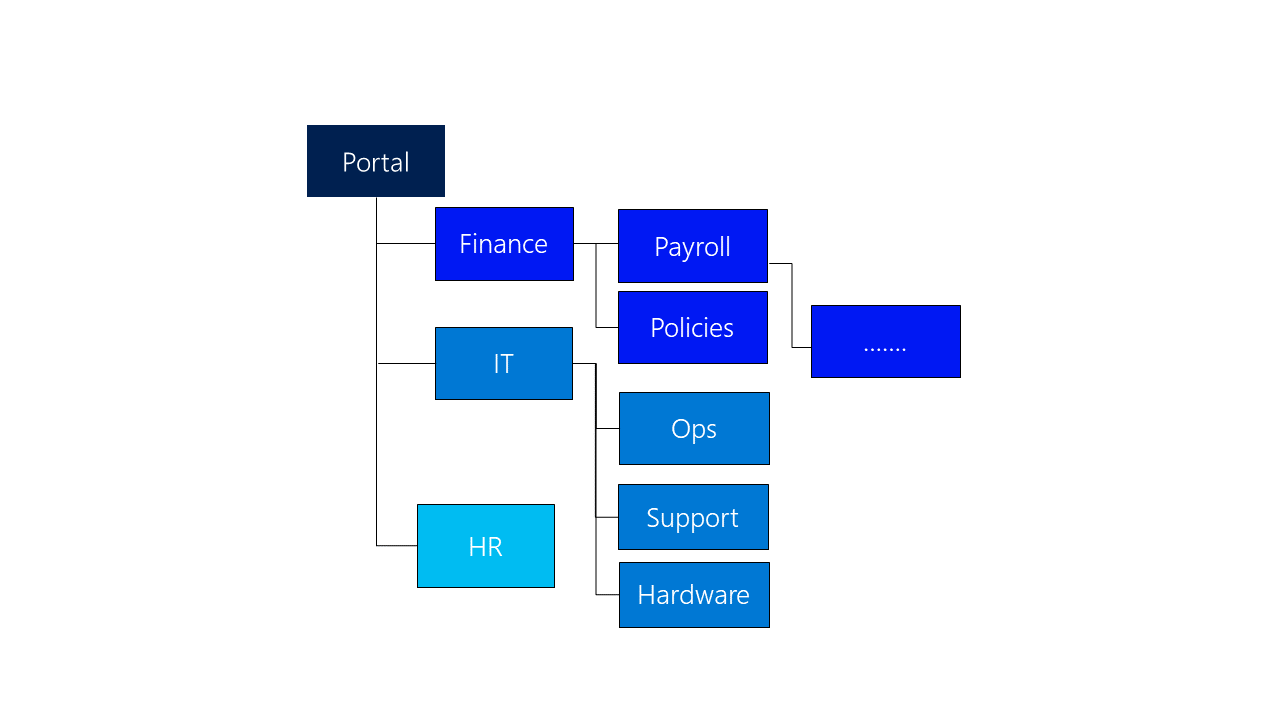 Portal
Finance
Payroll
Policies
.......
IT
Ops
Support
Hardware
HR